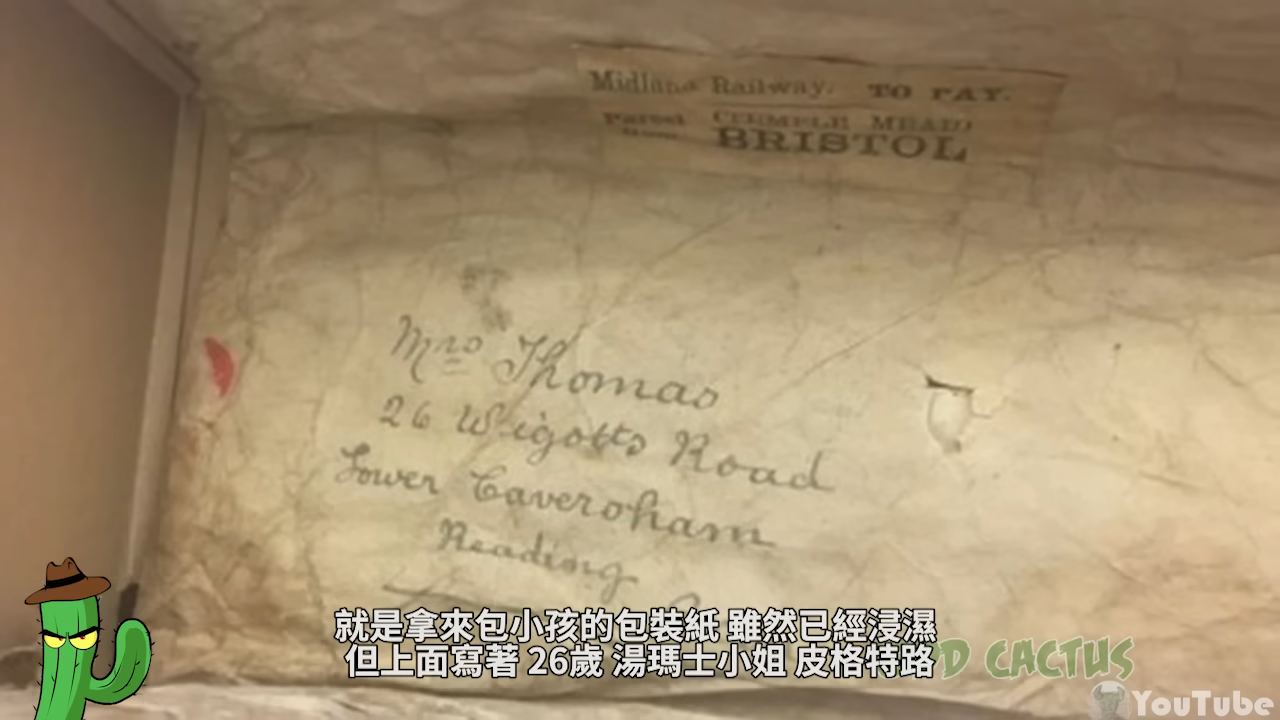 Midland Railway. TO PAY.
Parcel from (TEMPLE MEAD)
BRISTOL
Mrs Thomas
26 Wigotts Road
Lower Caversham
Reading
就是拿來包小孩的包裝紙 雖然已經浸濕
但上面寫著 26歲 湯瑪士小姐 皮格特路
D CACTUS
YouTube